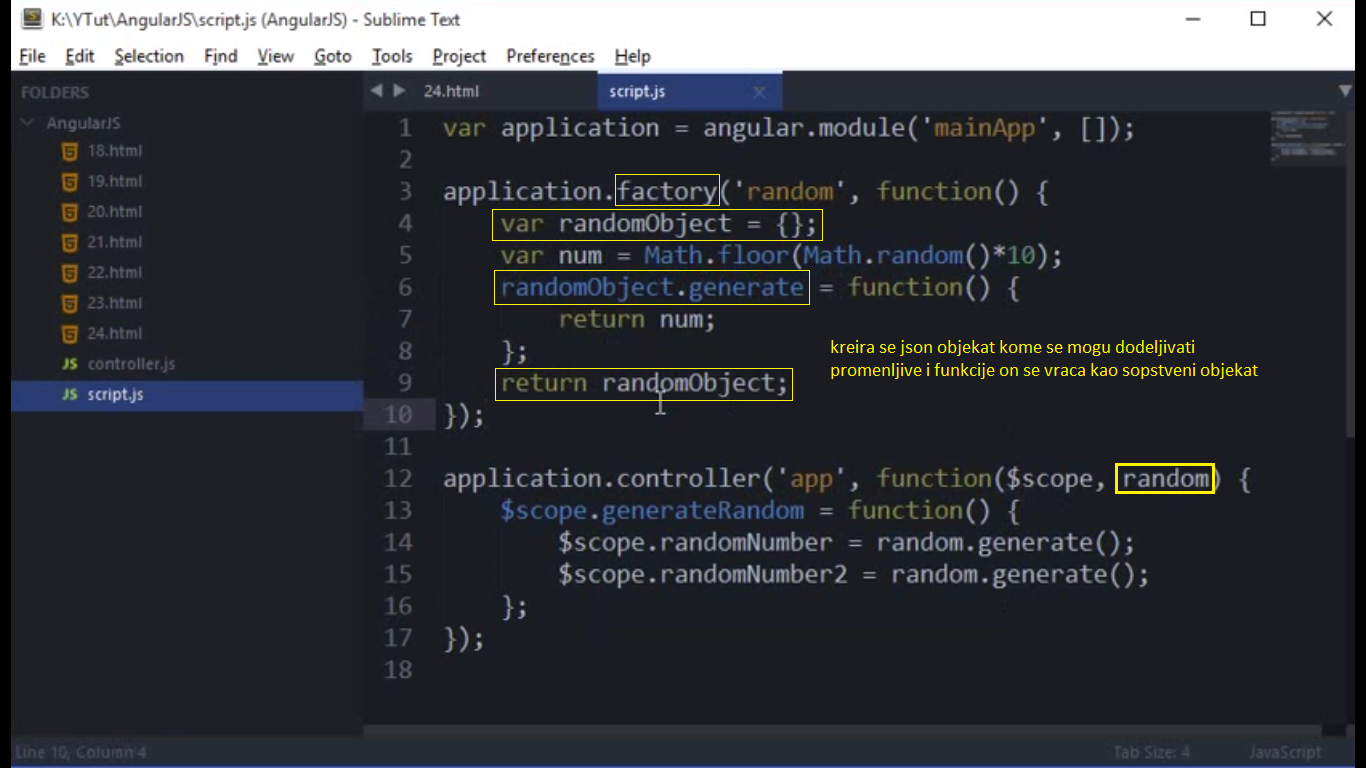 K:\YTut\AngularJS\script.js (AngularJS) - Sublime Text
File Edit Selection Find View Goto Tools Project Preferences Help
FOLDERS
AngularJS
18.html
19.html
20.html
21.html
22.html
23.html
24.html
JS controller.js
JS script.js
24.html script.js
1 var application = angular.module('mainApp', []);
2
3 application.factory('random', function() {
4 var randomObject = {};
5 var num = Math.floor(Math.random()*10);
6 randomObject.generate = function() {
7 return num;
8 };
9 return randomObject;
10 });
11
12 application.controller('app', function($scope, random) {
13 $scope.generateRandom = function() {
14 $scope.randomNumber = random.generate();
15 $scope.randomNumber2 = random.generate();
16 };
17 });
18
kreira se json objekat kome se mogu dodeljivati
promenljive i funkcije on se vraca kao sopstveni objekat
Line 10, Column 4 Tab Size: 4 JavaScript